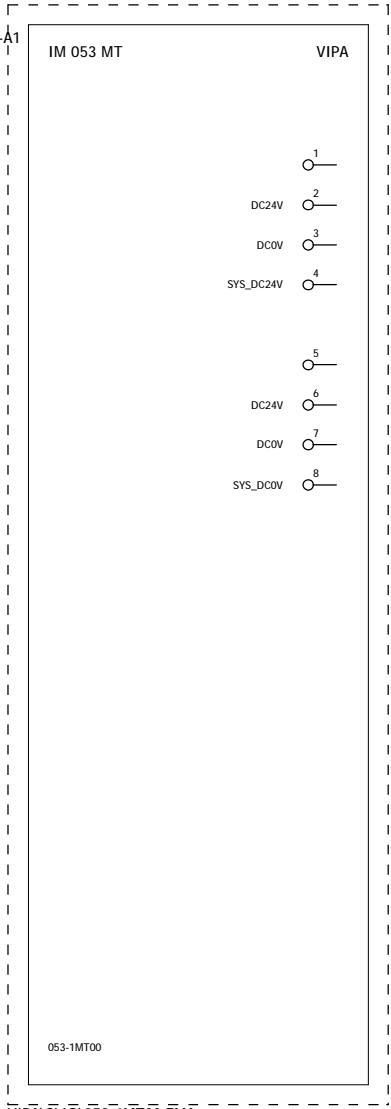 -A1
IM 053 MT VIPA
1
DC24V 2
DC0V 3
SYS_DC24V 4
5
DC24V 6
DC0V 7
SYS_DC0V 8
053-1MT00